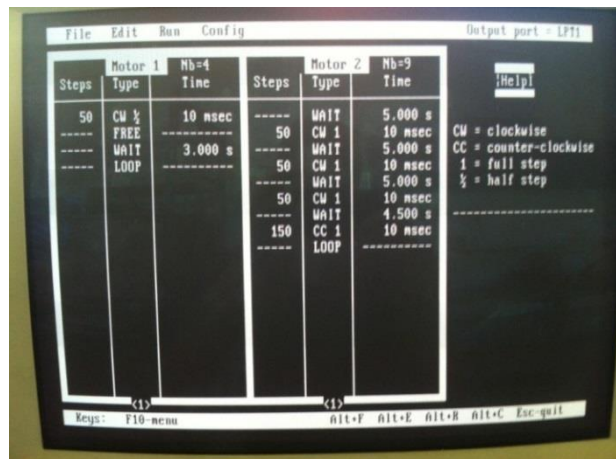 File Edit Run Config Output port = LPT1
Motor 1 Nb=4
Steps Type Time
50 CW ½ 10 msec
----- FREE ----------
----- WAIT 3.000 s
----- LOOP ----------
<1>
Motor 2 Nb=9
Steps Type Time
----- WAIT 5.000 s
50 CW 1 10 msec
----- WAIT 5.000 s
50 CW 1 10 msec
----- WAIT 5.000 s
50 CW 1 10 msec
----- WAIT 4.500 s
150 CC 1 10 msec
----- LOOP ----------
<1>
[Help]
CW = clockwise
CC = counter-clockwise
1 = full step
½ = half step
--------------------
Keys: F10-menu Alt+F Alt+E Alt+R Alt+C Esc-quit